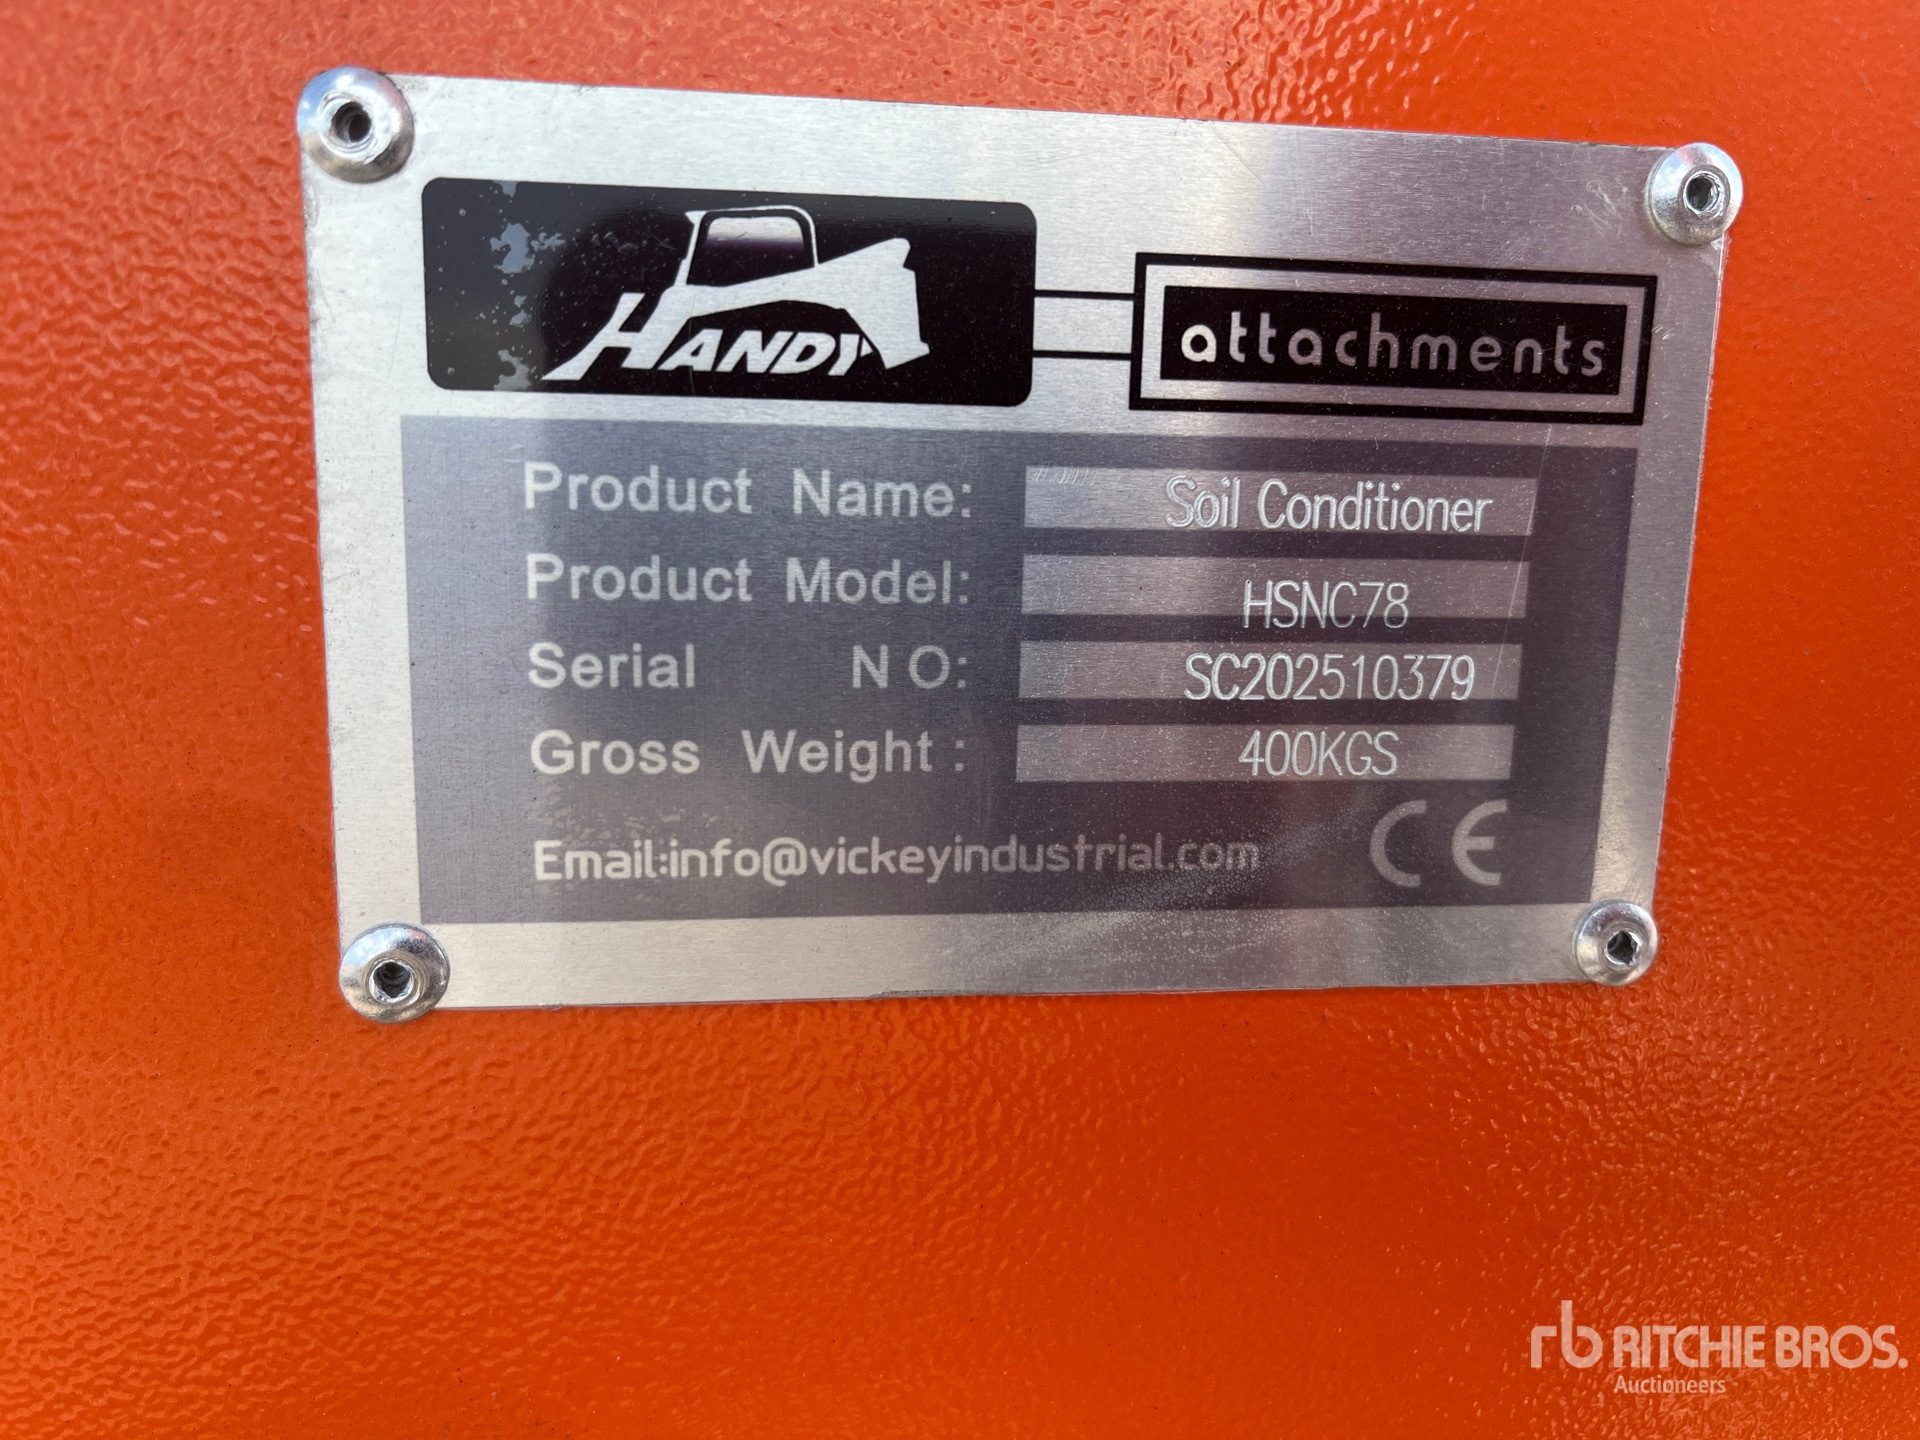 HANDY
attachments
Product Name: Soil Conditioner
Product Model: HSNC78
Serial NO: SC202510379
Gross Weight: 400KGS
Email:info@vickeyindustrial.com CE
rb RITCHIE BROS.
Auctioneers